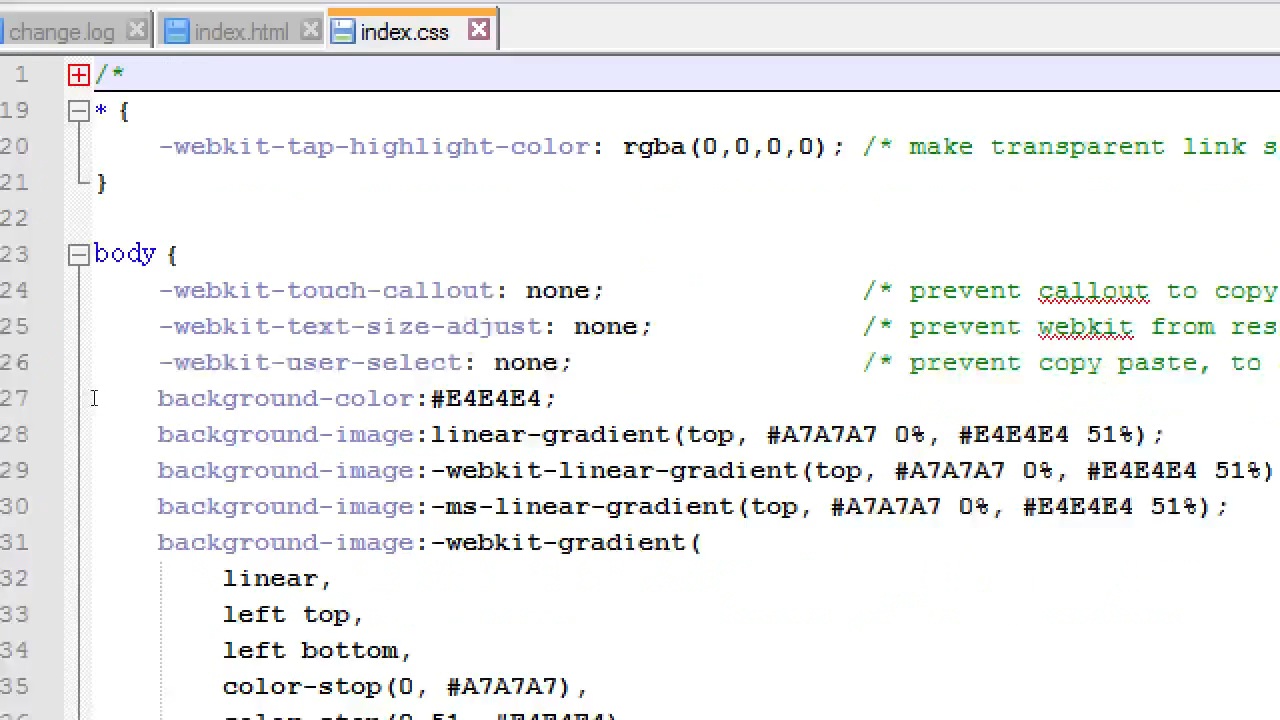 change.log index.html index.css
1 /*
19 * {
20 -webkit-tap-highlight-color: rgba(0,0,0,0); /* make transparent link s
21 }
22
23 body {
24 -webkit-touch-callout: none; /* prevent callout to copy
25 -webkit-text-size-adjust: none; /* prevent webkit from res
26 -webkit-user-select: none; /* prevent copy paste, to
27 background-color:#E4E4E4;
28 background-image:linear-gradient(top, #A7A7A7 0%, #E4E4E4 51%);
29 background-image:-webkit-linear-gradient(top, #A7A7A7 0%, #E4E4E4 51%)
30 background-image:-ms-linear-gradient(top, #A7A7A7 0%, #E4E4E4 51%);
31 background-image:-webkit-gradient(
32 linear,
33 left top,
34 left bottom,
35 color-stop(0, #A7A7A7),